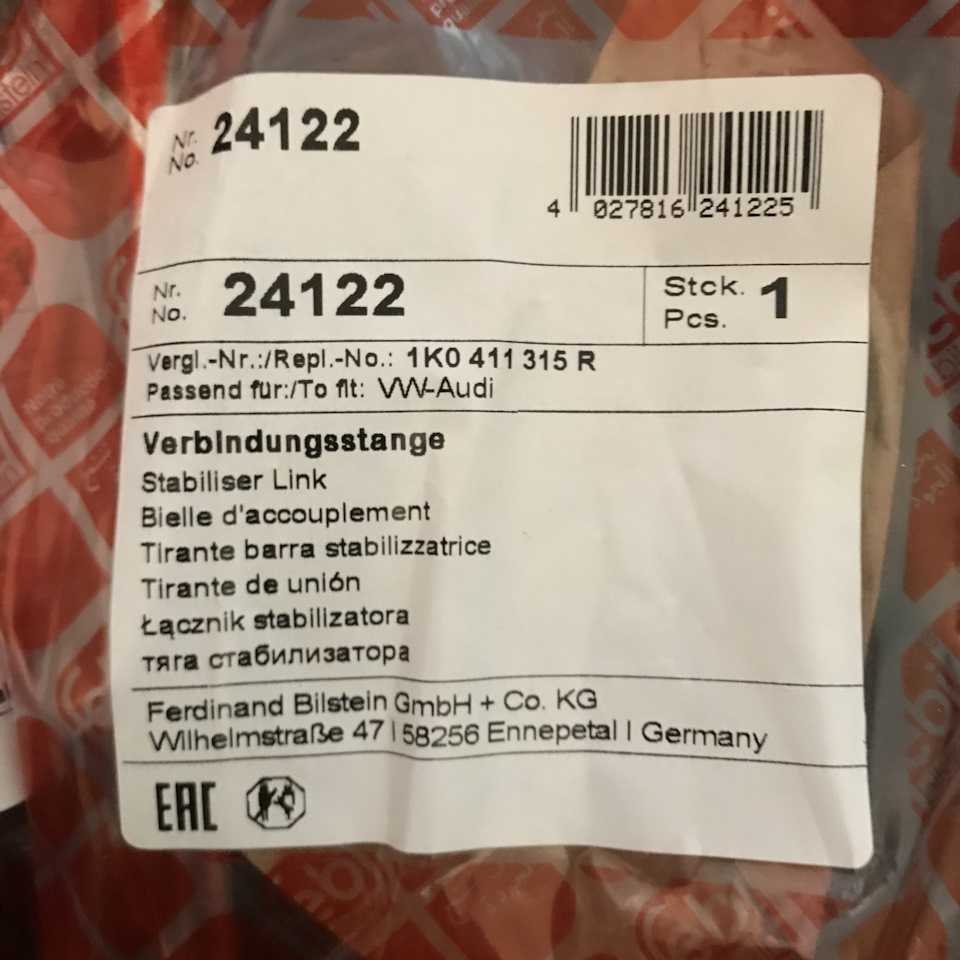 Nr.
No. 24122
4 027816 241225
Nr.
No. 24122
Stck.
Pcs. 1
Vergl.-Nr.:/Repl.-No.: 1K0 411 315 R
Passend für:/To fit: VW-Audi
Verbindungsstange
Stabiliser Link
Bielle d'accouplement
Tirante barra stabilizzatrice
Tirante de unión
Łącznik stabilizatora
тяга стабилизатора
Ferdinand Bilstein GmbH + Co. KG
Wilhelmstraße 47 | 58256 Ennepetal | Germany
EAC